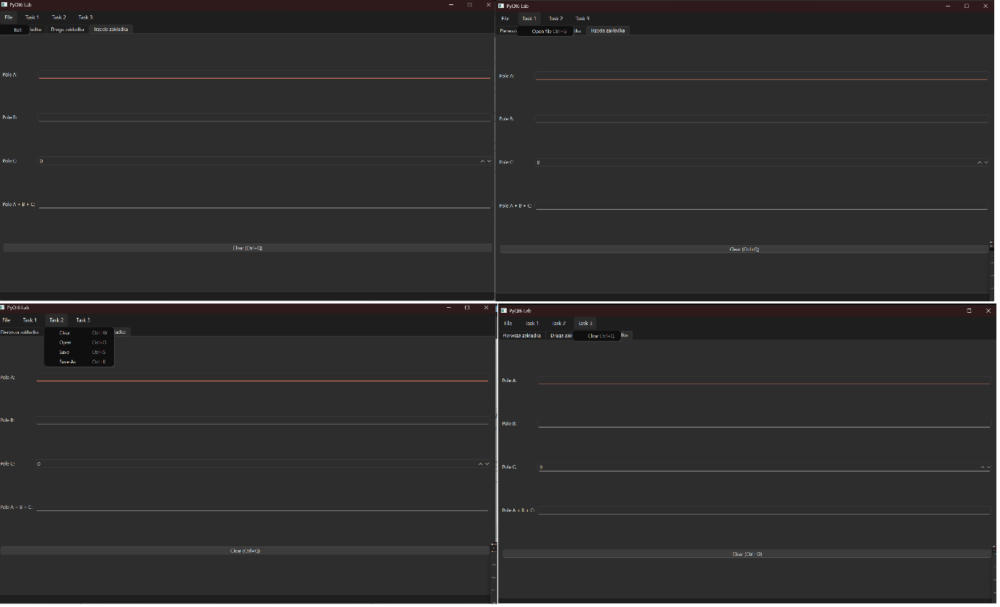 PyQt6 Lab
File Task 1 Task 2 Task 3
Exit ładka Druga zakładka Trzecia zakładka
Pole A:
Pole B:
Pole C: 0
Pole A + B + C:
Clear (Ctrl+Q)
PyQt6 Lab
File Task 1 Task 2 Task 3
Pierwsza Open file Ctrl+G dka Trzecia zakładka
Pole A:
Pole B:
Pole C: 0
Pole A + B + C:
Clear (Ctrl+Q)
PyQt6 Lab
File Task 1 Task 2 Task 3
Pierwsza zakładka Clear Ctrl+W ładka
Open Ctrl+O
Save Ctrl+S
Save As Ctrl+K
Pole A:
Pole B:
Pole C: 0
Pole A + B + C:
Clear (Ctrl+Q)
PyQt6 Lab
File Task 1 Task 2 Task 3
Pierwsza zakładka Druga zak Clear Ctrl+Q dka
Pole A:
Pole B:
Pole C: 0
Pole A + B + C:
Clear (Ctrl+Q)